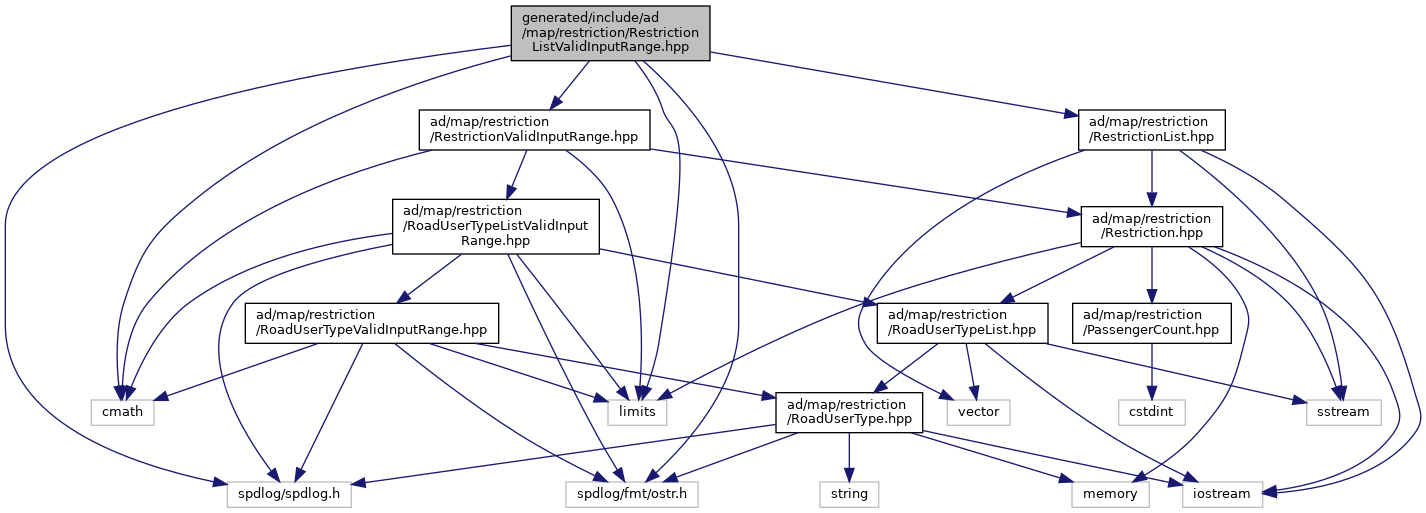 generated/include/ad
/map/restriction/Restriction
ListValidInputRange.hpp
ad/map/restriction
/RestrictionValidInputRange.hpp
ad/map/restriction
/RestrictionList.hpp
ad/map/restriction
/RoadUserTypeListValidInput
Range.hpp
ad/map/restriction
/Restriction.hpp
ad/map/restriction
/RoadUserTypeValidInputRange.hpp
ad/map/restriction
/RoadUserTypeList.hpp
ad/map/restriction
/PassengerCount.hpp
cmath
limits
ad/map/restriction
/RoadUserType.hpp
vector
cstdint
sstream
spdlog/spdlog.h
spdlog/fmt/ostr.h
string
memory
iostream